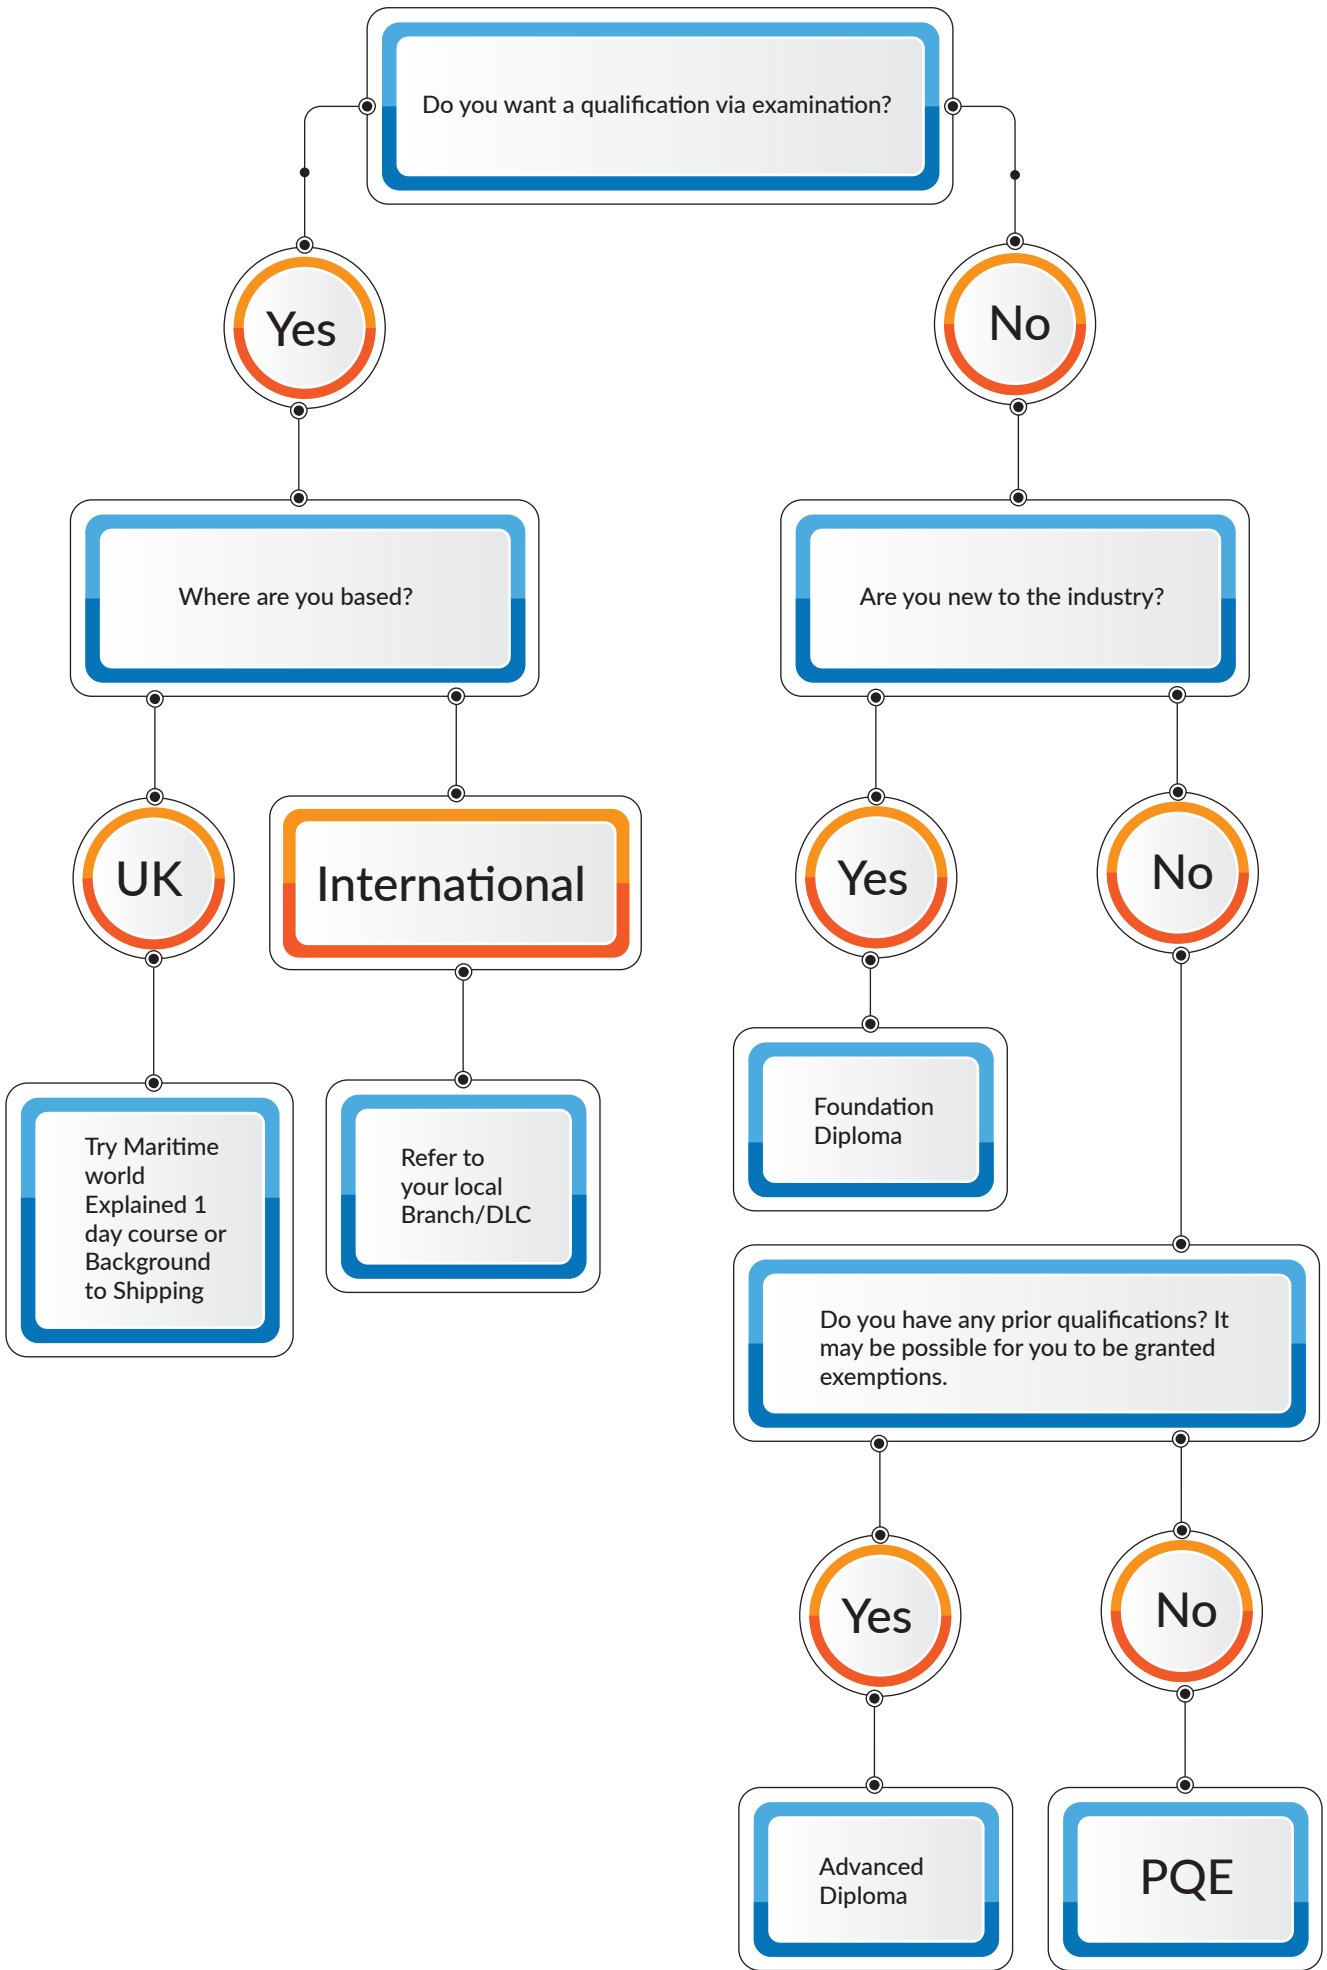 Do you want a qualification via examination?
Yes
No
Where are you based?
Are you new to the industry?
UK
International
Yes
No
Try Maritime
world
Explained 1
day course or
Background
to Shipping
Refer to
your local
Branch/DLC
Foundation
Diploma
Do you have any prior qualifications? It
may be possible for you to be granted
exemptions.
Yes
No
Advanced
Diploma
PQE